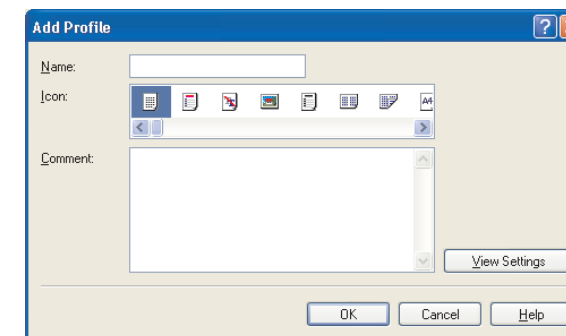 Add Profile
Name:
Icon:
A4
Comment:
View Settings
OK
Cancel
Help